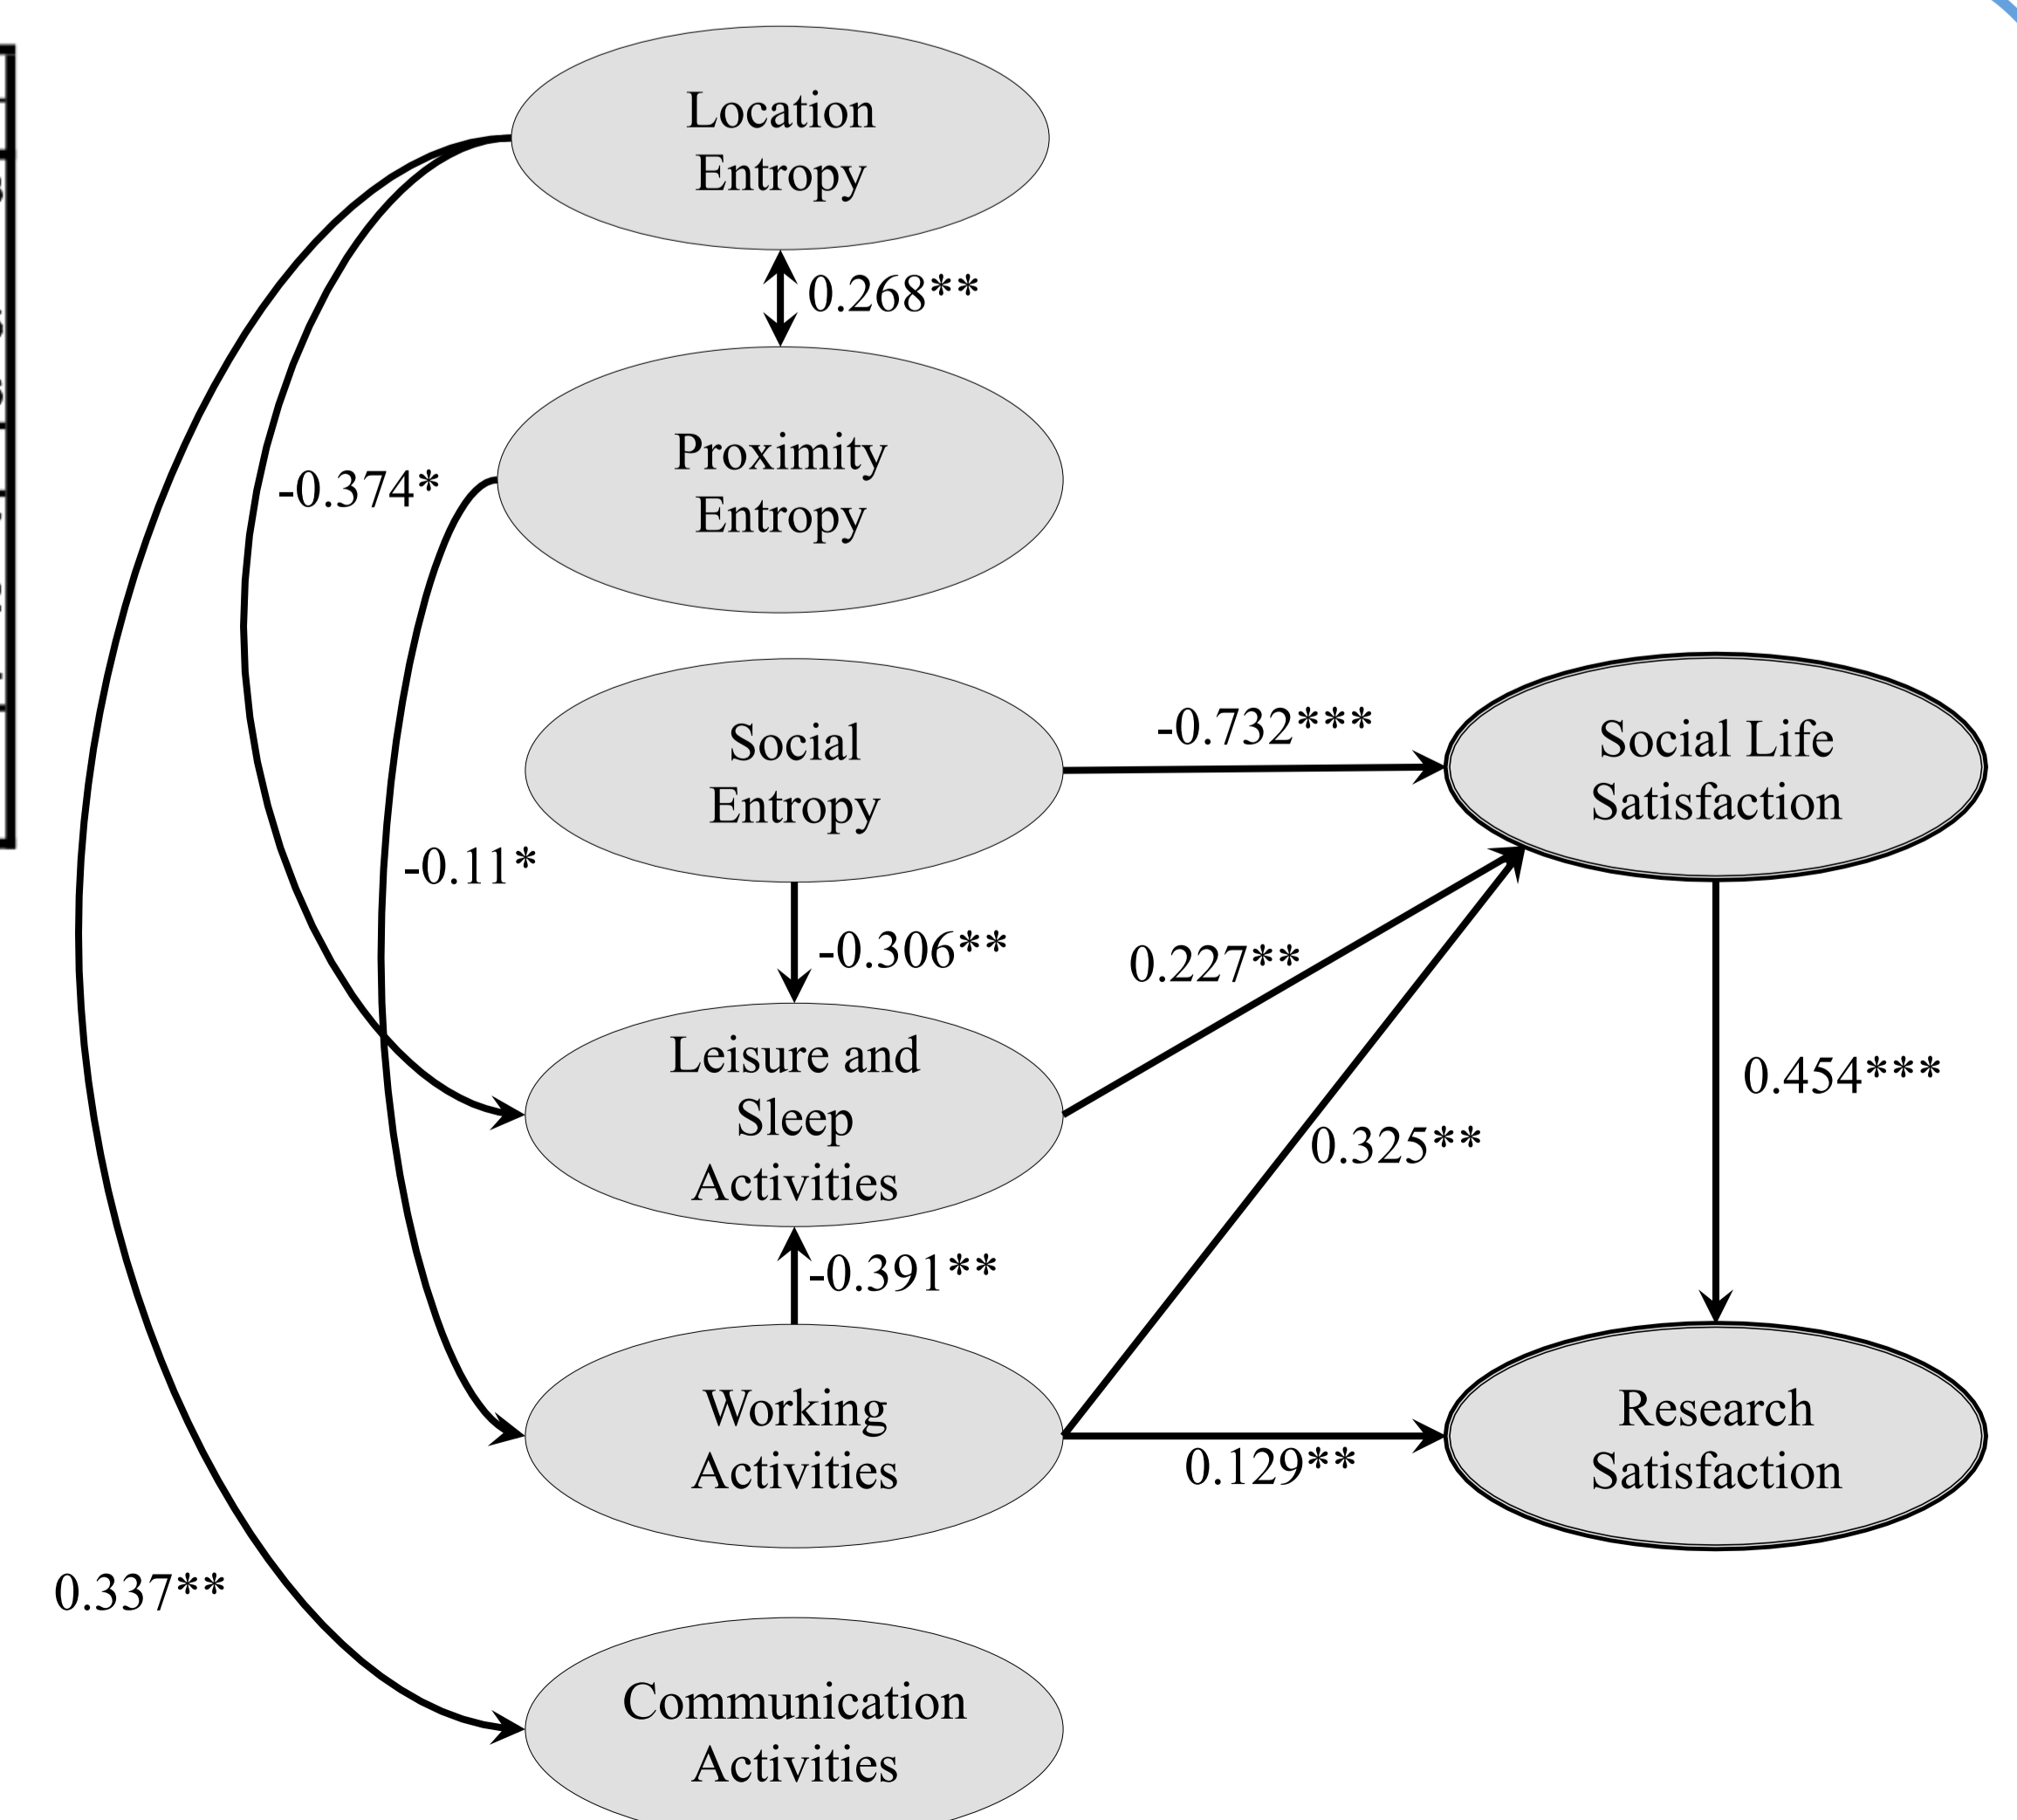 Location
Entropy
0.268**
Proximity
Entropy
-0.374*
Social
Entropy
-0.732***
Social Life
Satisfaction
-0.11*
-0.306**
0.227**
Leisure and
Sleep
Activities
0.454***
0.325**
-0.391**
Working
Activities
0.129**
Research
Satisfaction
0.337**
Communication
Activities